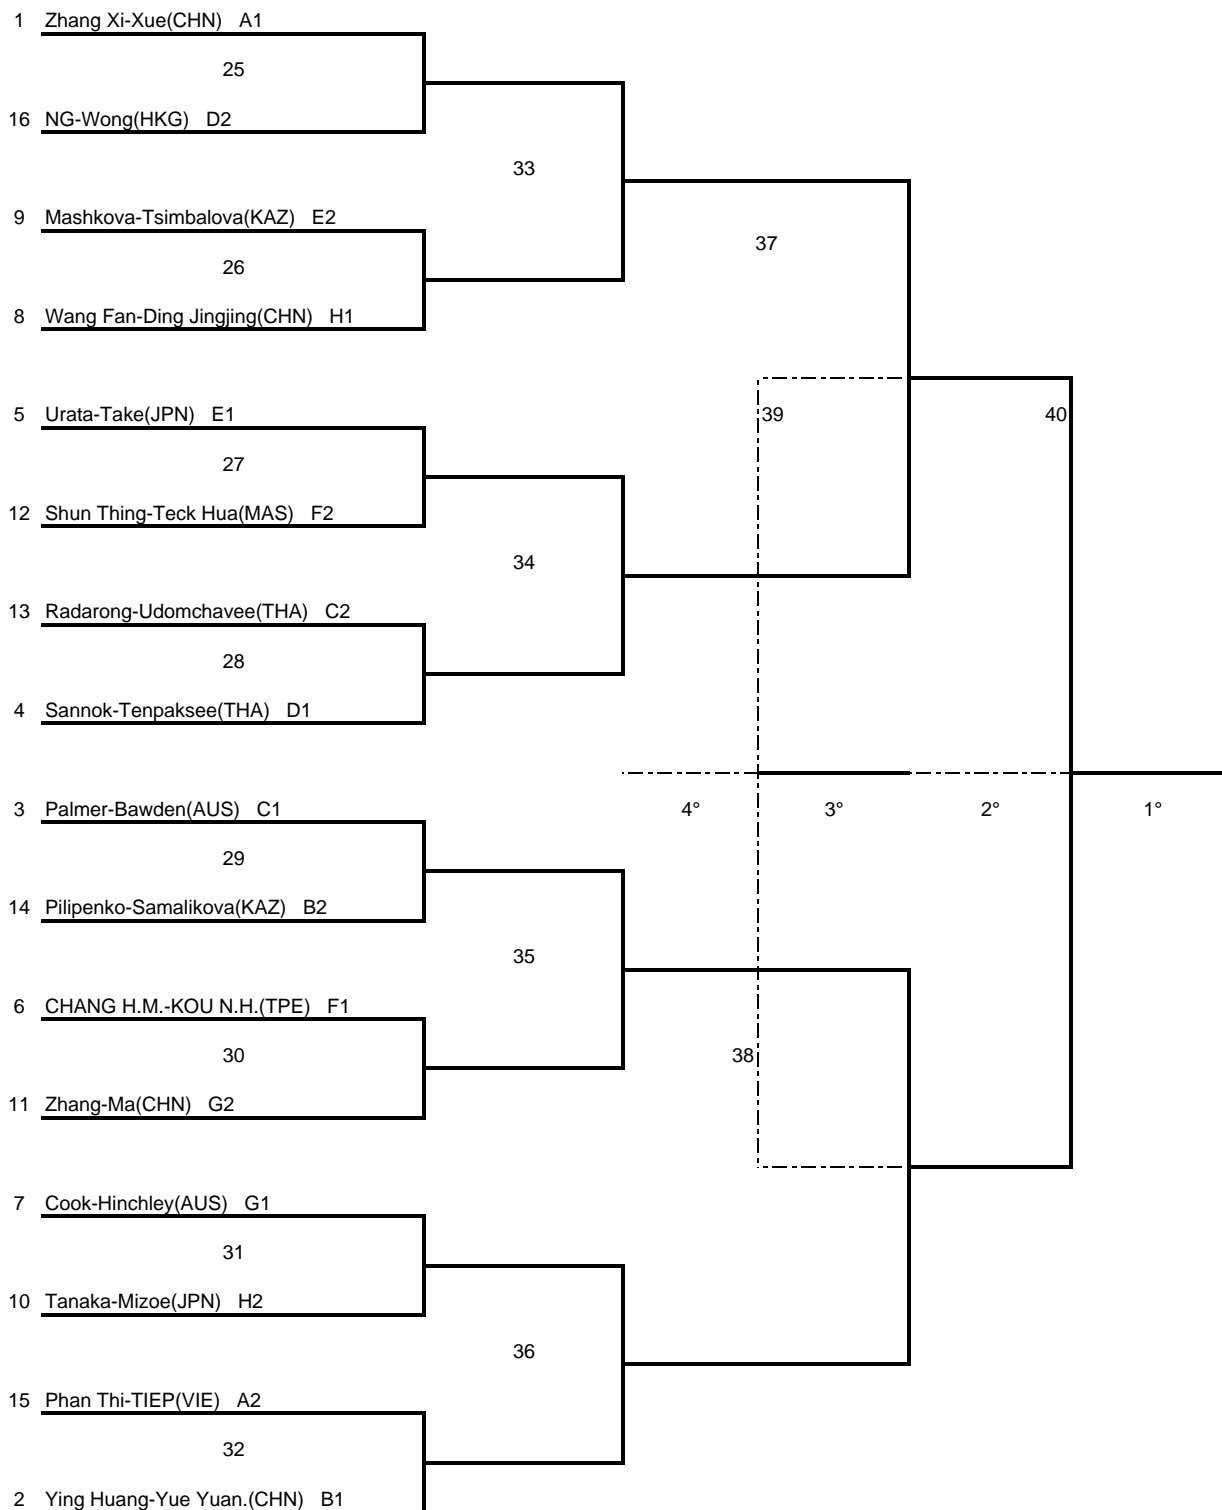 1 Zhang Xi-Xue(CHN) A1
25
16 NG-Wong(HKG) D2
33
9 Mashkova-Tsimbalova(KAZ) E2
37
26
8 Wang Fan-Ding Jingjing(CHN) H1
5 Urata-Take(JPN) E1
39
40
27
12 Shun Thing-Teck Hua(MAS) F2
34
13 Radarong-Udomchavee(THA) C2
28
4 Sannok-Tenpaksee(THA) D1
3 Palmer-Bawden(AUS) C1
4° 3° 2° 1°
29
14 Pilipenko-Samalikova(KAZ) B2
35
6 CHANG H.M.-KOU N.H.(TPE) F1
30
38
11 Zhang-Ma(CHN) G2
7 Cook-Hinchley(AUS) G1
31
10 Tanaka-Mizoe(JPN) H2
36
15 Phan Thi-TIEP(VIE) A2
32
2 Ying Huang-Yue Yuan.(CHN) B1